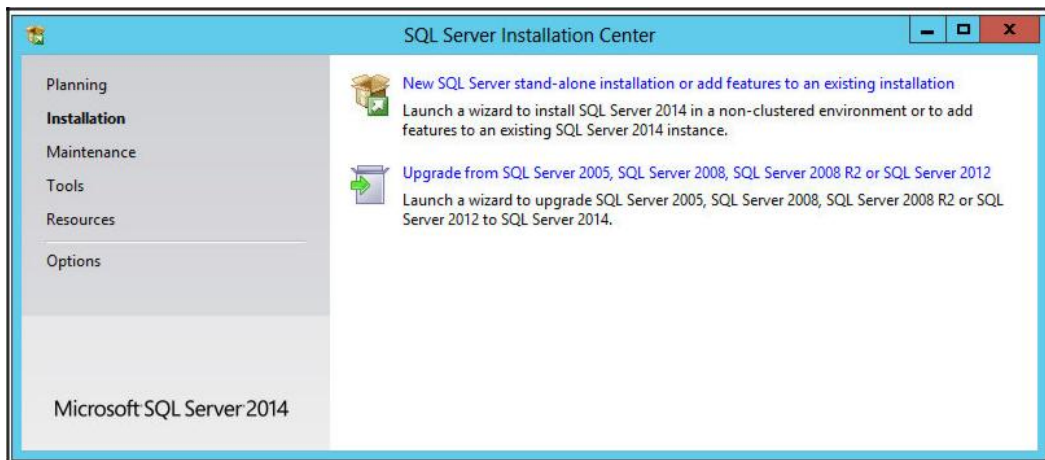 SQL Server Installation Center
Planning
Installation
Maintenance
Tools
Resources
Options
Microsoft SQL Server 2014
New SQL Server stand-alone installation or add features to an existing installation
Launch a wizard to install SQL Server 2014 in a non-clustered environment or to add
features to an existing SQL Server 2014 instance.
Upgrade from SQL Server 2005, SQL Server 2008, SQL Server 2008 R2 or SQL Server 2012
Launch a wizard to upgrade SQL Server 2005, SQL Server 2008, SQL Server 2008 R2 or SQL
Server 2012 to SQL Server 2014.